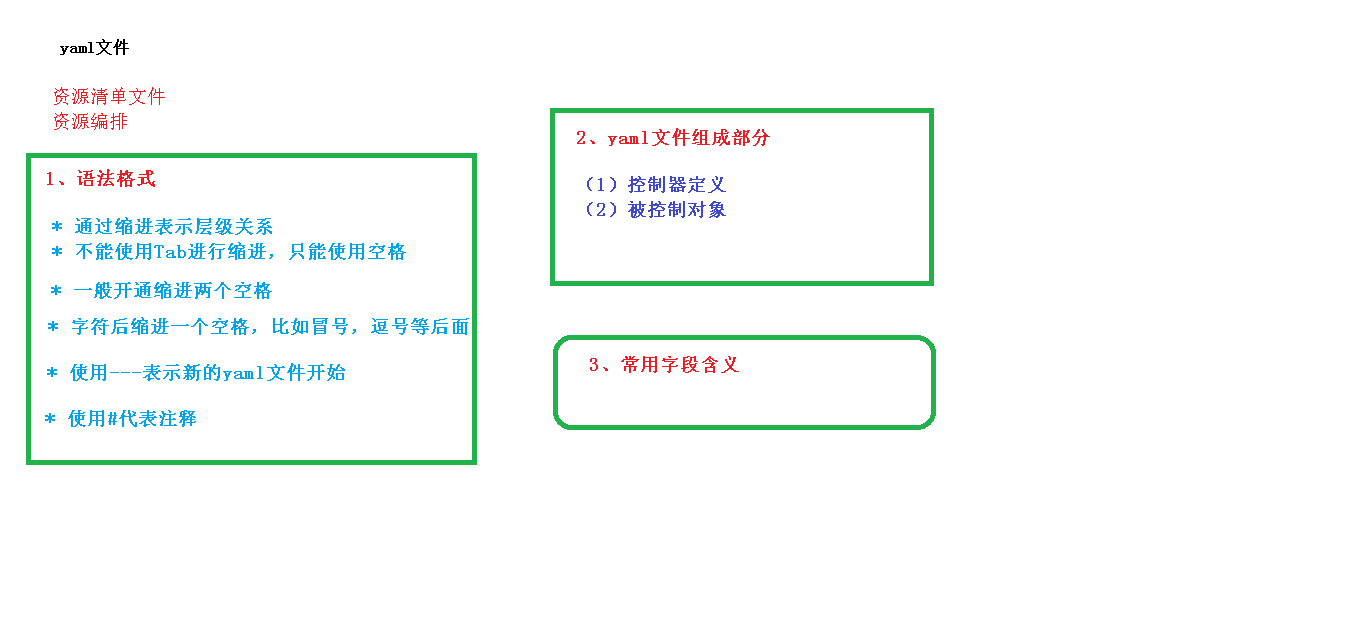 yaml文件
资源清单文件
资源编排
1、语法格式
* 通过缩进表示层级关系
* 不能使用Tab进行缩进，只能使用空格
* 一般开通缩进两个空格
* 字符后缩进一个空格，比如冒号，逗号等后面
* 使用---表示新的yaml文件开始
* 使用#代表注释
2、yaml文件组成部分
（1）控制器定义
（2）被控制对象
3、常用字段含义